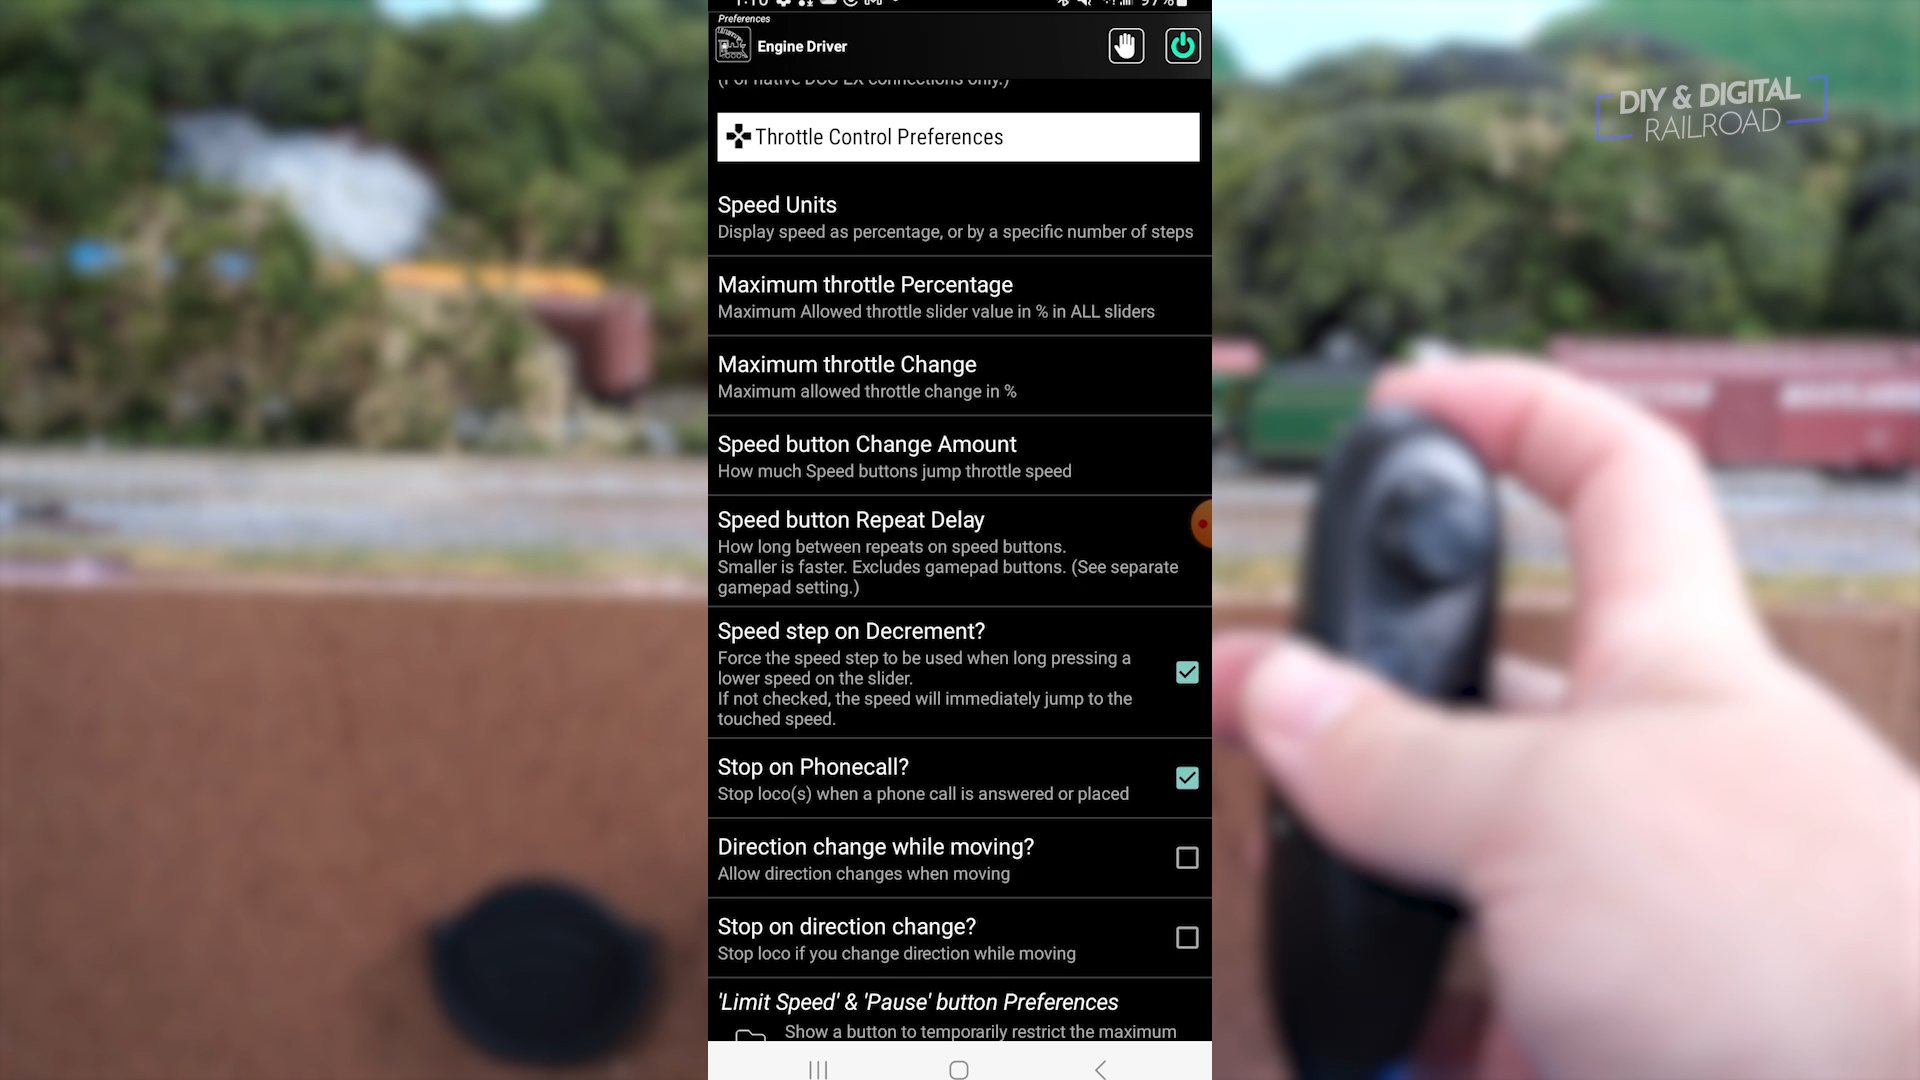 Preferences
Engine Driver
(For native DCC-EX connections only.)
Throttle Control Preferences
Speed Units
Display speed as percentage, or by a specific number of steps
Maximum throttle Percentage
Maximum Allowed throttle slider value in % in ALL sliders
Maximum throttle Change
Maximum allowed throttle change in %
Speed button Change Amount
How much Speed buttons jump throttle speed
Speed button Repeat Delay
How long between repeats on speed buttons.
Smaller is faster. Excludes gamepad buttons. (See separate
gamepad setting.)
Speed step on Decrement?
Force the speed step to be used when long pressing a
lower speed on the slider.
If not checked, the speed will immediately jump to the
touched speed.
Stop on Phonecall?
Stop loco(s) when a phone call is answered or placed
Direction change while moving?
Allow direction changes when moving
Stop on direction change?
Stop loco if you change direction while moving
'Limit Speed' & 'Pause' button Preferences
Show a button to temporarily restrict the maximum
DIY & DIGITAL
RAILROAD